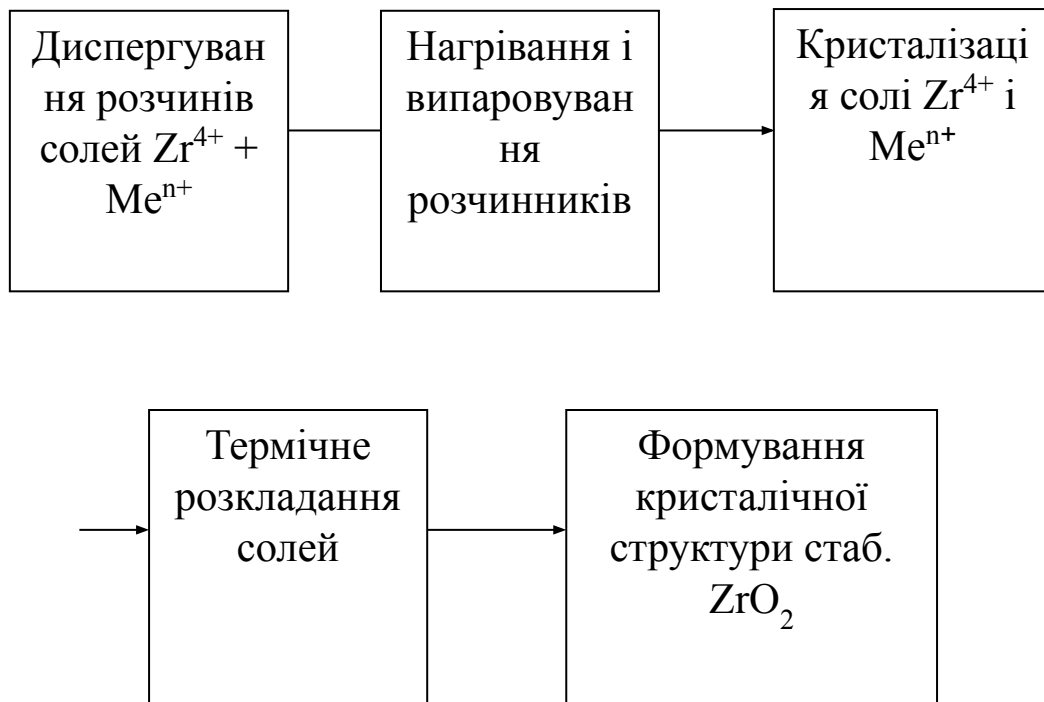 Диспергуван
ня розчинів
солей Zr⁴⁺ +
Meⁿ⁺
Нагрівання і
випаровуван
ня
розчинників
Кристалізаці
я солі Zr⁴⁺ і
Meⁿ⁺
Термічне
розкладання
солей
Формування
кристалічної
структури стаб.
ZrO₂